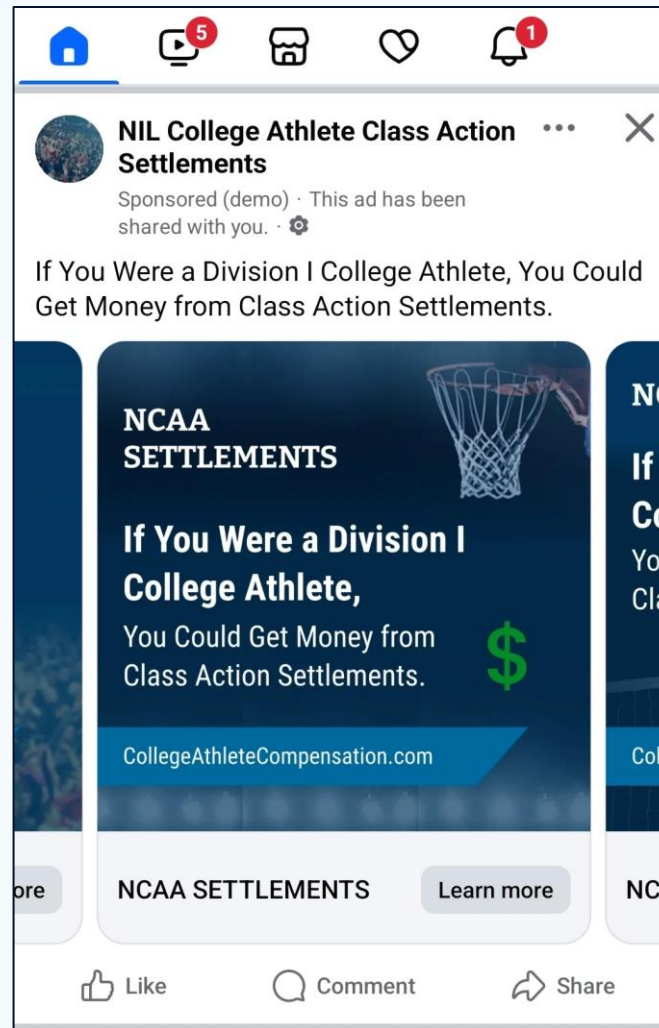 5
1
NIL College Athlete Class Action
Settlements
Sponsored (demo) · This ad has been
shared with you. ·
If You Were a Division I College Athlete, You Could
Get Money from Class Action Settlements.
NCAA
SETTLEMENTS
If You Were a Division I
College Athlete,
You Could Get Money from
Class Action Settlements.
$
CollegeAthleteCompensation.com
NCAA SETTLEMENTS
Learn more
If
Like
Comment
Share